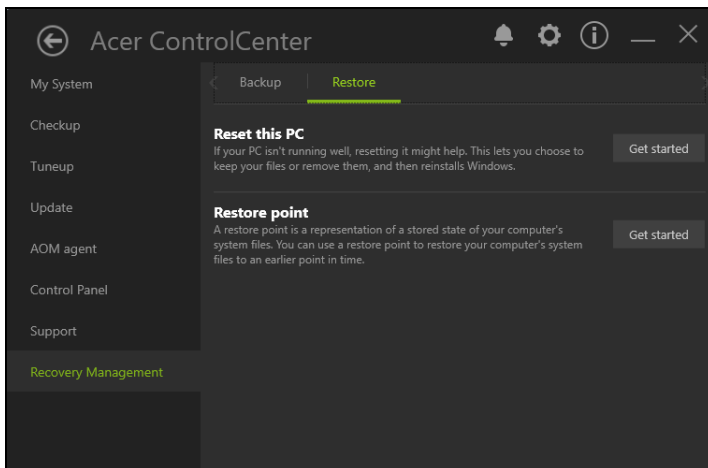 Acer ControlCenter
My System
Checkup
Tuneup
Update
AOM agent
Control Panel
Support
Recovery Management
Backup
Restore
Reset this PC
If your PC isn't running well, resetting it might help. This lets you choose to
keep your files or remove them, and then reinstalls Windows.
Get started
Restore point
A restore point is a representation of a stored state of your computer's
system files. You can use a restore point to restore your computer's system
files to an earlier point in time.
Get started